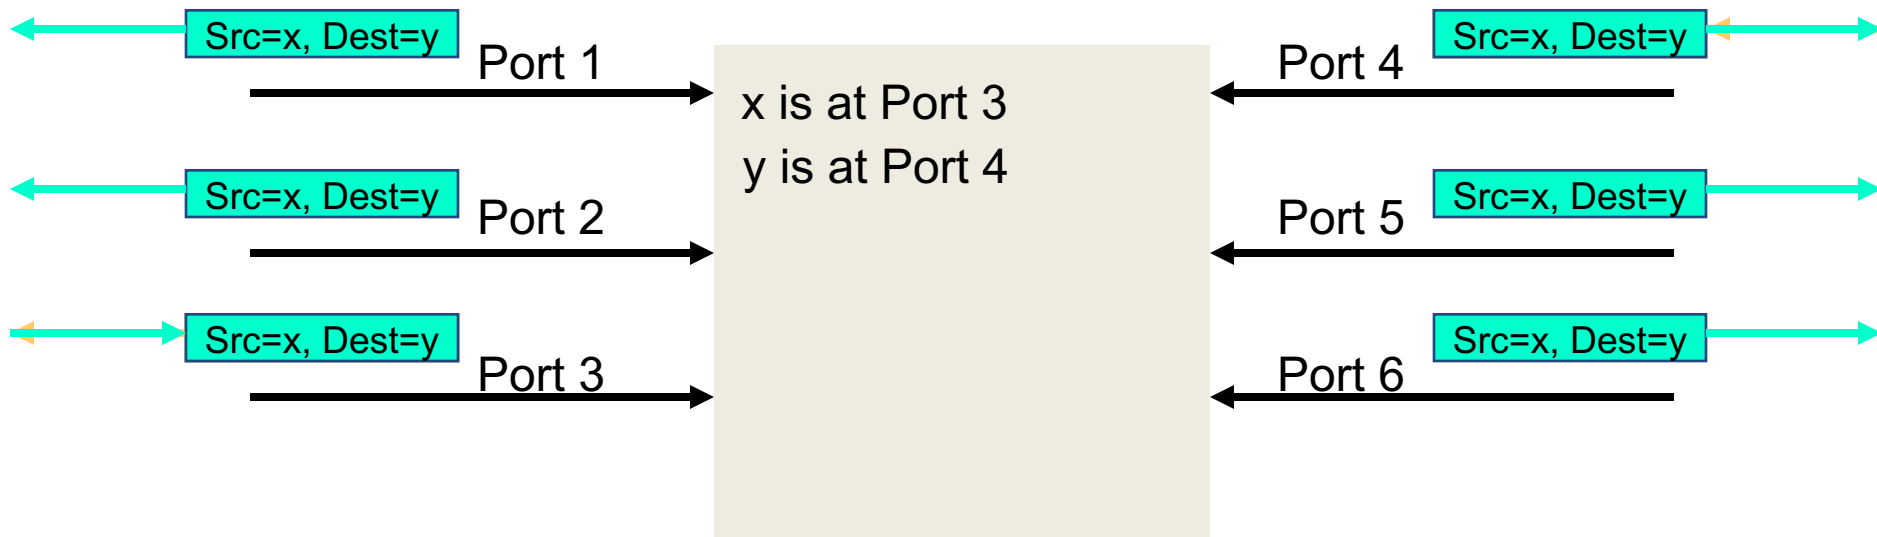 Src=x, Dest=y
Port 1
Src=x, Dest=y
Port 2
Src=x, Dest=y
Port 3
x is at Port 3
y is at Port 4
Src=x, Dest=y
Port 4
Src=x, Dest=y
Port 5
Src=x, Dest=y
Port 6